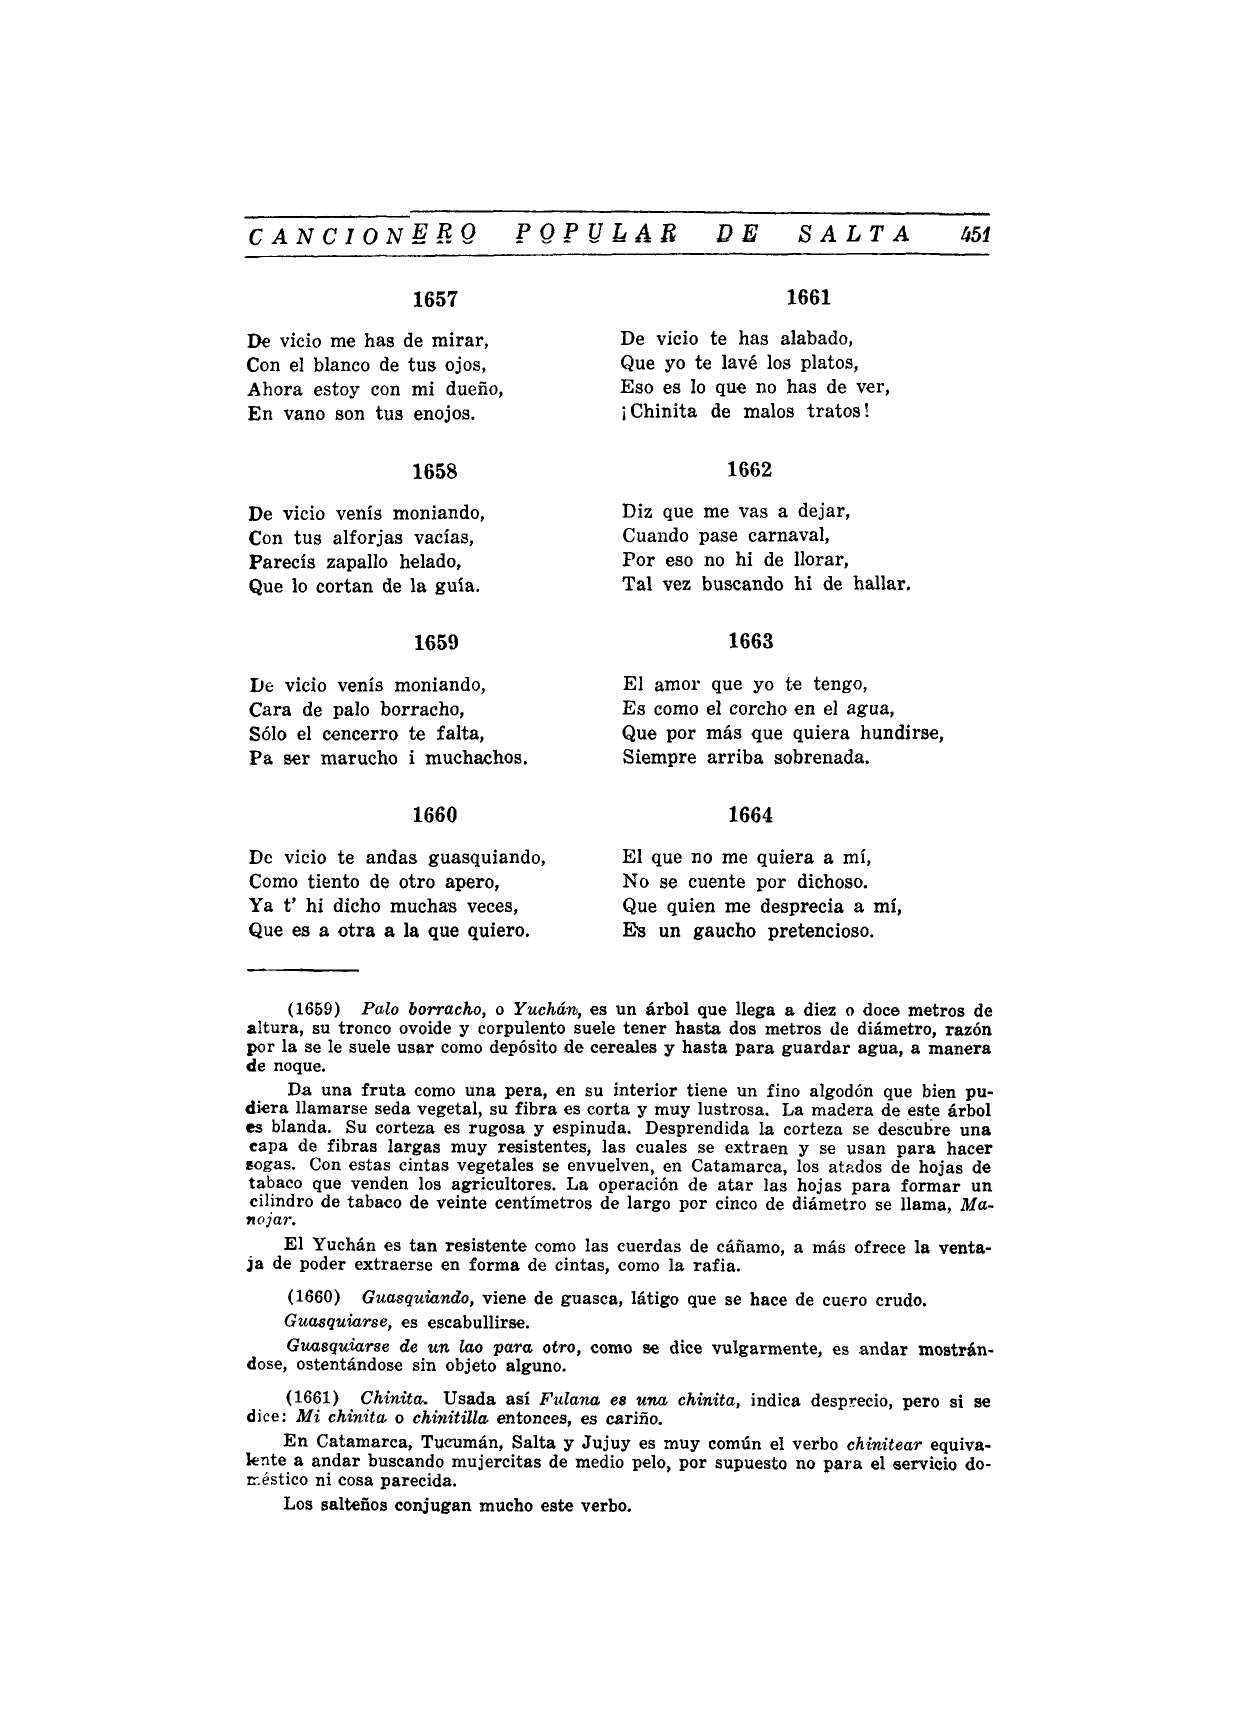 CANCIONERO POPULAR DE SALTA 451
1657
De vicio me has de mirar,
Con el blanco de tus ojos,
Ahora estoy con mi dueño,
En vano son tus enojos.
1658
De vicio venís moniando,
Con tus alforjas vacías,
Parecís zapallo helado,
Que lo cortan de la guía.
1659
De vicio venís moniando,
Cara de palo borracho,
Sólo el cencerro te falta,
Pa ser marucho i muchachos.
1660
De vicio te andas guasquiando,
Como tiento de otro apero,
Ya t' hi dicho muchas veces,
Que es a otra a la que quiero.
1661
De vicio te has alabado,
Que yo te lavé los platos,
Eso es lo que no has de ver,
¡Chinita de malos tratos!
1662
Diz que me vas a dejar,
Cuando pase carnaval,
Por eso no hi de llorar,
Tal vez buscando hi de hallar.
1663
El amor que yo te tengo,
Es como el corcho en el agua,
Que por más que quiera hundirse,
Siempre arriba sobrenada.
1664
El que no me quiera a mí,
No se cuente por dichoso.
Que quien me desprecia a mí,
Es un gaucho pretencioso.
(1659) Palo borracho, o Yuchán, es un árbol que llega a diez o doce metros de
altura, su tronco ovoide y corpulento suele tener hasta dos metros de diámetro, razón
por la se le suele usar como depósito de cereales y hasta para guardar agua, a manera
de noque.
Da una fruta como una pera, en su interior tiene un fino algodón que bien pu-
diera llamarse seda vegetal, su fibra es corta y muy lustrosa. La madera de este árbol
es blanda. Su corteza es rugosa y espinuda. Desprendida la corteza se descubre una
capa de fibras largas muy resistentes, las cuales se extraen y se usan para hacer
sogas. Con estas cintas vegetales se envuelven, en Catamarca, los atados de hojas de
tabaco que venden los agricultores. La operación de atar las hojas para formar un
cilindro de tabaco de veinte centímetros de largo por cinco de diámetro se llama, Ma-
nojar.
El Yuchán es tan resistente como las cuerdas de cáñamo, a más ofrece la venta-
ja de poder extraerse en forma de cintas, como la rafia.
(1660) Guasquiando, viene de guasca, látigo que se hace de cuero crudo.
Guasquiarse, es escabullirse.
Guasquiarse de un lao para otro, como se dice vulgarmente, es andar mostrán-
dose, ostentándose sin objeto alguno.
(1661) Chinita. Usada así Fulana es una chinita, indica desprecio, pero si se
dice: Mi chinita o chinitilla entonces, es cariño.
En Catamarca, Tucumán, Salta y Jujuy es muy común el verbo chinitear equiva-
lente a andar buscando mujercitas de medio pelo, por supuesto no para el servicio do-
méstico ni cosa parecida.
Los salteños conjugan mucho este verbo.